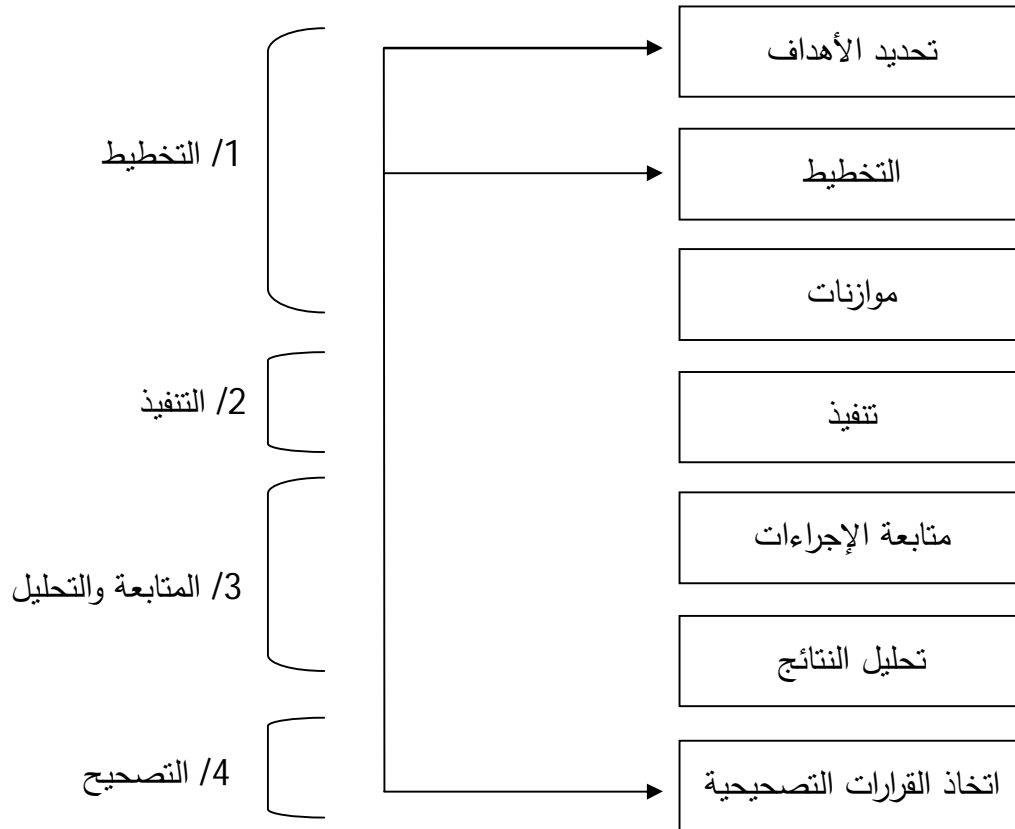 تحديد الأهداف
التخطيط
موازنات
تنفيذ
متابعة الإجراءات
تحليل النتائج
اتخاذ القرارات التصحيحية
1/ التخطيط
2/ التنفيذ
3/ المتابعة والتحليل
4/ التصحيح